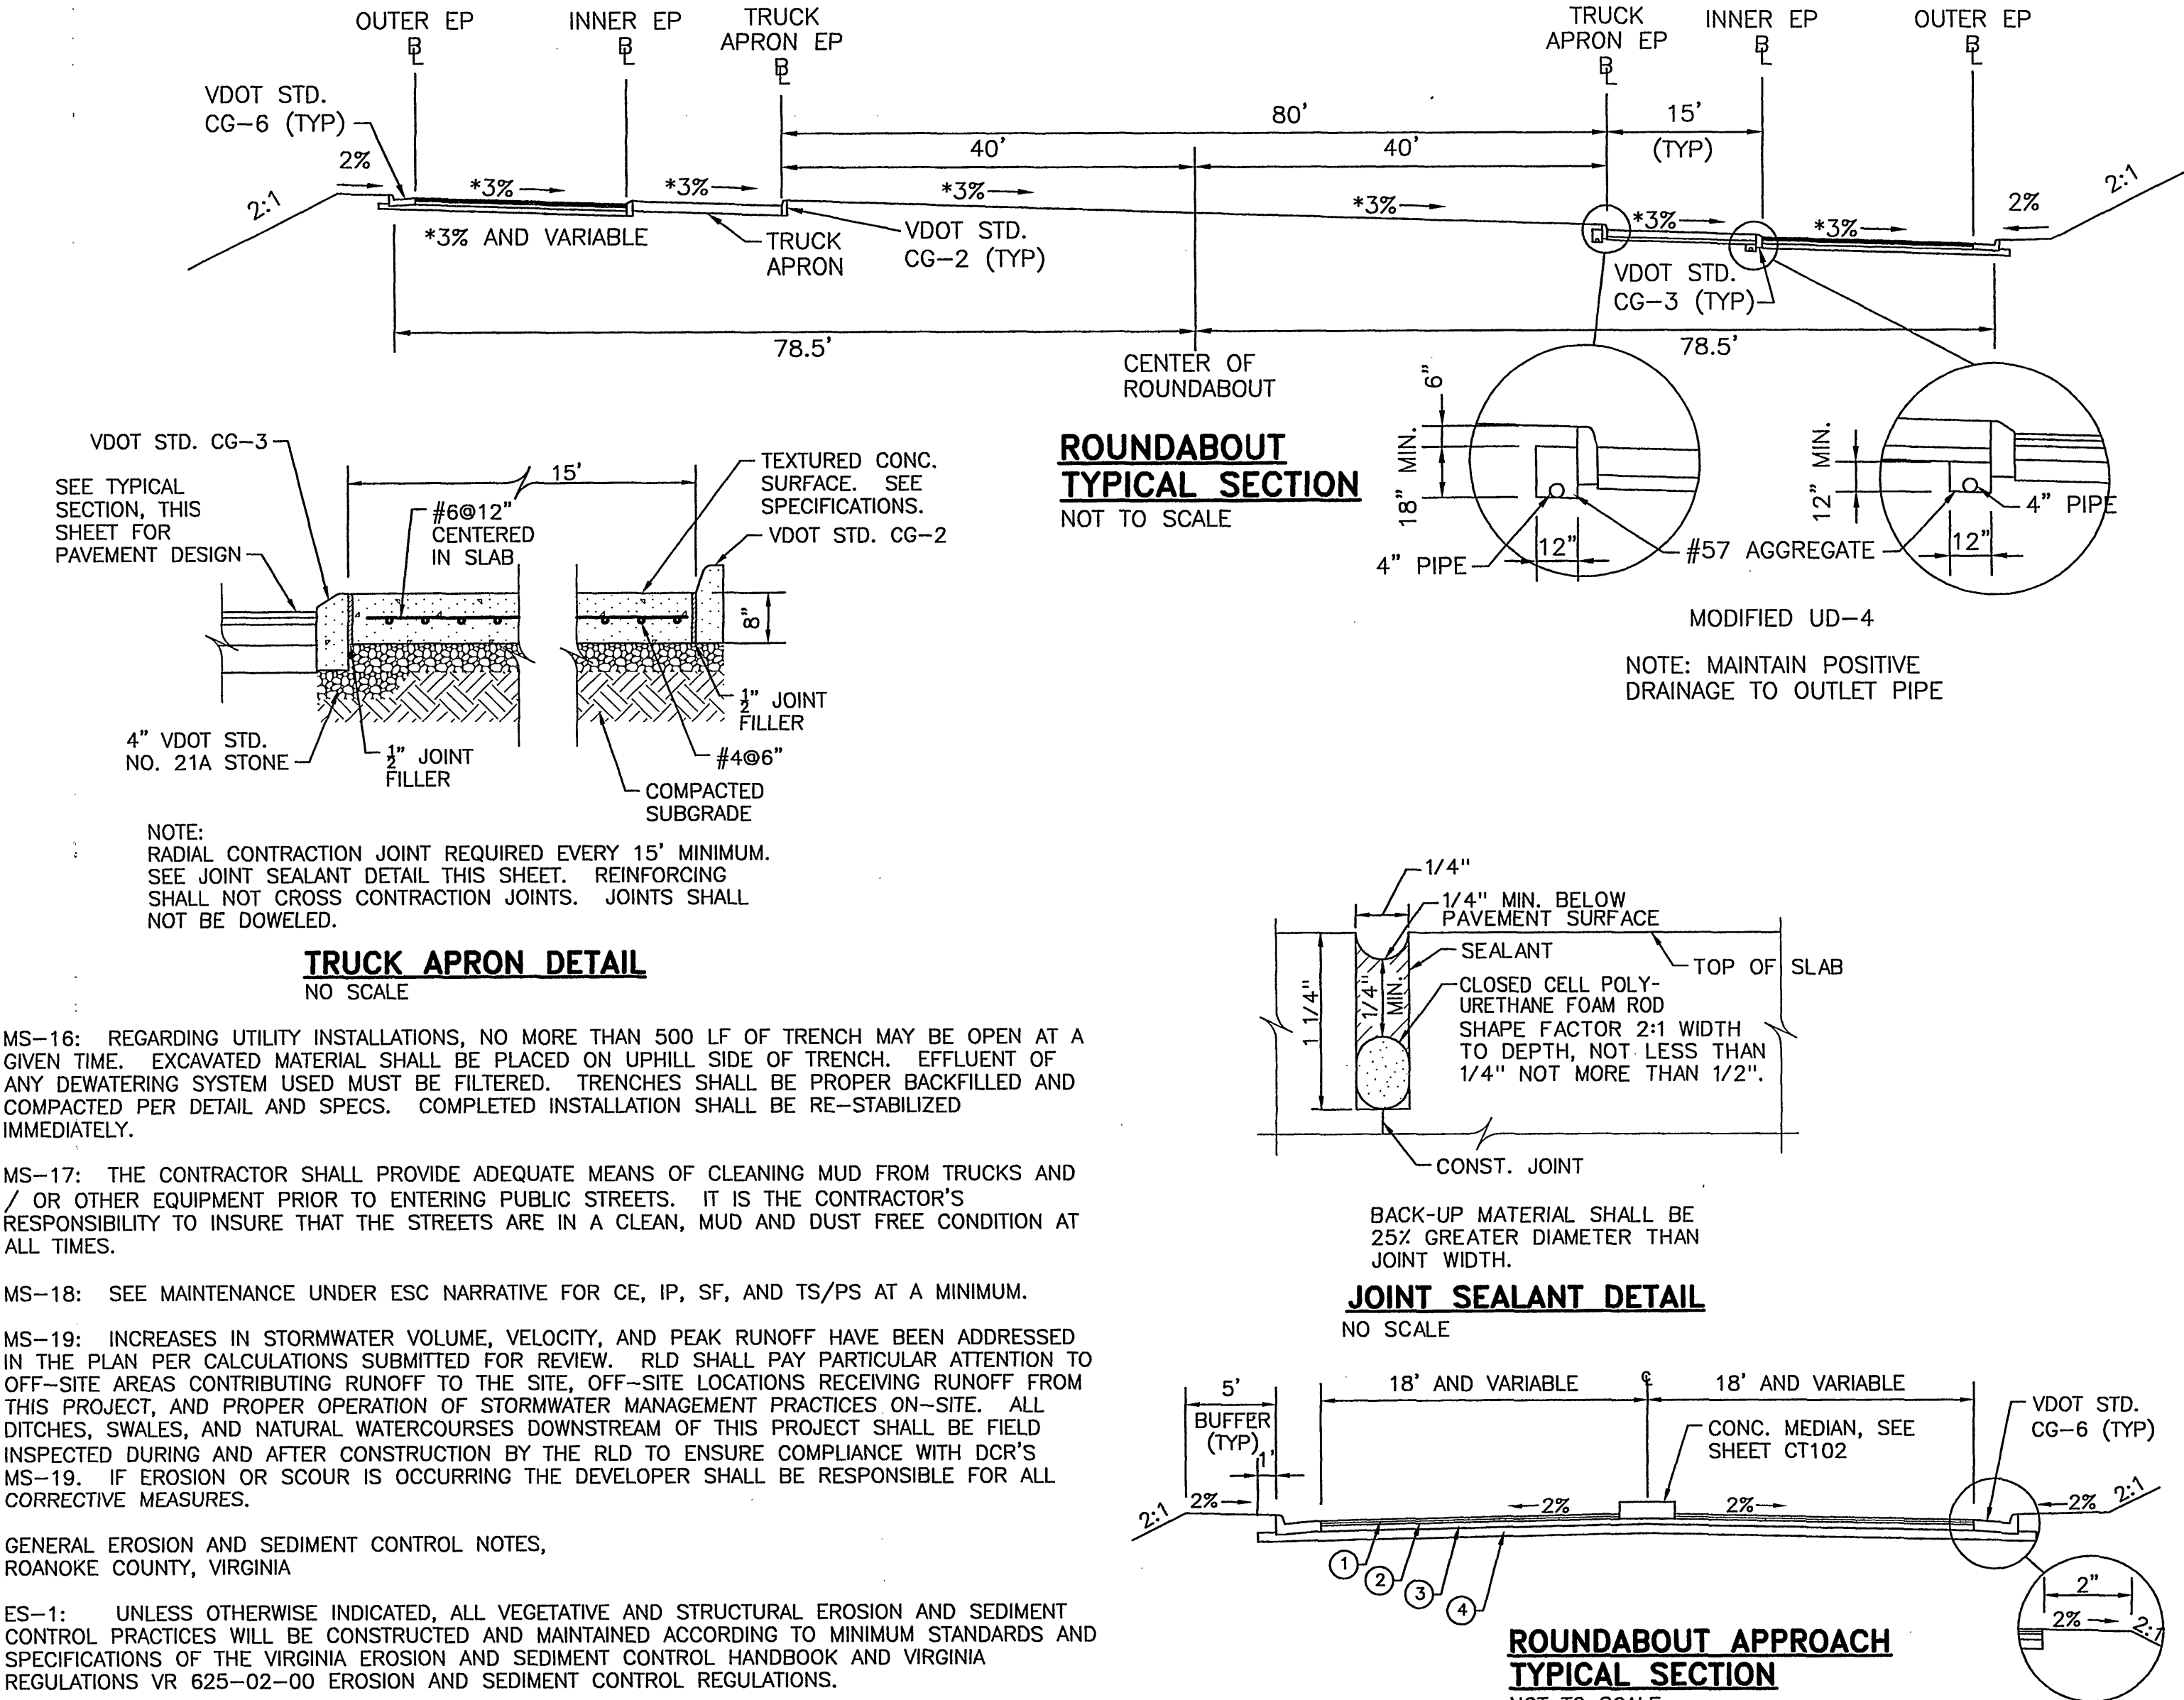 OUTER EP
INNER EP
TRUCK
APRON EP
TRUCK
APRON EP
INNER EP
OUTER EP
VDOT STD.
CG-6 (TYP)
80'
15'
(TYP)
40'
40'
2%
*3%
*3%
*3%
*3%
*3%
*3%
2%
2:1
2:1
*3% AND VARIABLE
TRUCK
APRON
VDOT STD.
CG-2 (TYP)
VDOT STD.
CG-3 (TYP)
78.5'
78.5'
CENTER OF
ROUNDABOUT
ROUNDABOUT
TYPICAL SECTION
NOT TO SCALE
6"
18" MIN.
12"
4" PIPE
#57 AGGREGATE
12" MIN.
12"
4" PIPE
MODIFIED UD-4
NOTE: MAINTAIN POSITIVE
DRAINAGE TO OUTLET PIPE
VDOT STD. CG-3
SEE TYPICAL
SECTION, THIS
SHEET FOR
PAVEMENT DESIGN
15'
#6@12"
CENTERED
IN SLAB
TEXTURED CONC.
SURFACE. SEE
SPECIFICATIONS.
VDOT STD. CG-2
8"
½" JOINT
FILLER
#4@6"
COMPACTED
SUBGRADE
½" JOINT
FILLER
4" VDOT STD.
NO. 21A STONE
NOTE:
RADIAL CONTRACTION JOINT REQUIRED EVERY 15' MINIMUM.
SEE JOINT SEALANT DETAIL THIS SHEET. REINFORCING
SHALL NOT CROSS CONTRACTION JOINTS. JOINTS SHALL
NOT BE DOWELED.
TRUCK APRON DETAIL
NO SCALE
MS-16: REGARDING UTILITY INSTALLATIONS, NO MORE THAN 500 LF OF TRENCH MAY BE OPEN AT A
GIVEN TIME. EXCAVATED MATERIAL SHALL BE PLACED ON UPHILL SIDE OF TRENCH. EFFLUENT OF
ANY DEWATERING SYSTEM USED MUST BE FILTERED. TRENCHES SHALL BE PROPER BACKFILLED AND
COMPACTED PER DETAIL AND SPECS. COMPLETED INSTALLATION SHALL BE RE-STABILIZED
IMMEDIATELY.
MS-17: THE CONTRACTOR SHALL PROVIDE ADEQUATE MEANS OF CLEANING MUD FROM TRUCKS AND
/ OR OTHER EQUIPMENT PRIOR TO ENTERING PUBLIC STREETS. IT IS THE CONTRACTOR'S
RESPONSIBILITY TO INSURE THAT THE STREETS ARE IN A CLEAN, MUD AND DUST FREE CONDITION AT
ALL TIMES.
MS-18: SEE MAINTENANCE UNDER ESC NARRATIVE FOR CE, IP, SF, AND TS/PS AT A MINIMUM.
MS-19: INCREASES IN STORMWATER VOLUME, VELOCITY, AND PEAK RUNOFF HAVE BEEN ADDRESSED
IN THE PLAN PER CALCULATIONS SUBMITTED FOR REVIEW. RLD SHALL PAY PARTICULAR ATTENTION TO
OFF-SITE AREAS CONTRIBUTING RUNOFF TO THE SITE, OFF-SITE LOCATIONS RECEIVING RUNOFF FROM
THIS PROJECT, AND PROPER OPERATION OF STORMWATER MANAGEMENT PRACTICES ON-SITE. ALL
DITCHES, SWALES, AND NATURAL WATERCOURSES DOWNSTREAM OF THIS PROJECT SHALL BE FIELD
INSPECTED DURING AND AFTER CONSTRUCTION BY THE RLD TO ENSURE COMPLIANCE WITH DCR'S
MS-19. IF EROSION OR SCOUR IS OCCURRING THE DEVELOPER SHALL BE RESPONSIBLE FOR ALL
CORRECTIVE MEASURES.
GENERAL EROSION AND SEDIMENT CONTROL NOTES,
ROANOKE COUNTY, VIRGINIA
ES-1: UNLESS OTHERWISE INDICATED, ALL VEGETATIVE AND STRUCTURAL EROSION AND SEDIMENT
CONTROL PRACTICES WILL BE CONSTRUCTED AND MAINTAINED ACCORDING TO MINIMUM STANDARDS AND
SPECIFICATIONS OF THE VIRGINIA EROSION AND SEDIMENT CONTROL HANDBOOK AND VIRGINIA
REGULATIONS VR 625-02-00 EROSION AND SEDIMENT CONTROL REGULATIONS.
1/4"
1/4" MIN. BELOW
PAVEMENT SURFACE
SEALANT
TOP OF SLAB
1 1/4"
1/4"
MIN.
CLOSED CELL POLY-
URETHANE FOAM ROD
SHAPE FACTOR 2:1 WIDTH
TO DEPTH, NOT LESS THAN
1/4" NOT MORE THAN 1/2".
CONST. JOINT
BACK-UP MATERIAL SHALL BE
25% GREATER DIAMETER THAN
JOINT WIDTH.
JOINT SEALANT DETAIL
NO SCALE
5'
BUFFER
(TYP)
1'
18' AND VARIABLE
18' AND VARIABLE
CONC. MEDIAN, SEE
SHEET CT102
VDOT STD.
CG-6 (TYP)
2:1
2%
2%
2%
2%
2:1
1
2
3
4
2"
2%
2:1
ROUNDABOUT APPROACH
TYPICAL SECTION
NOT TO SCALE